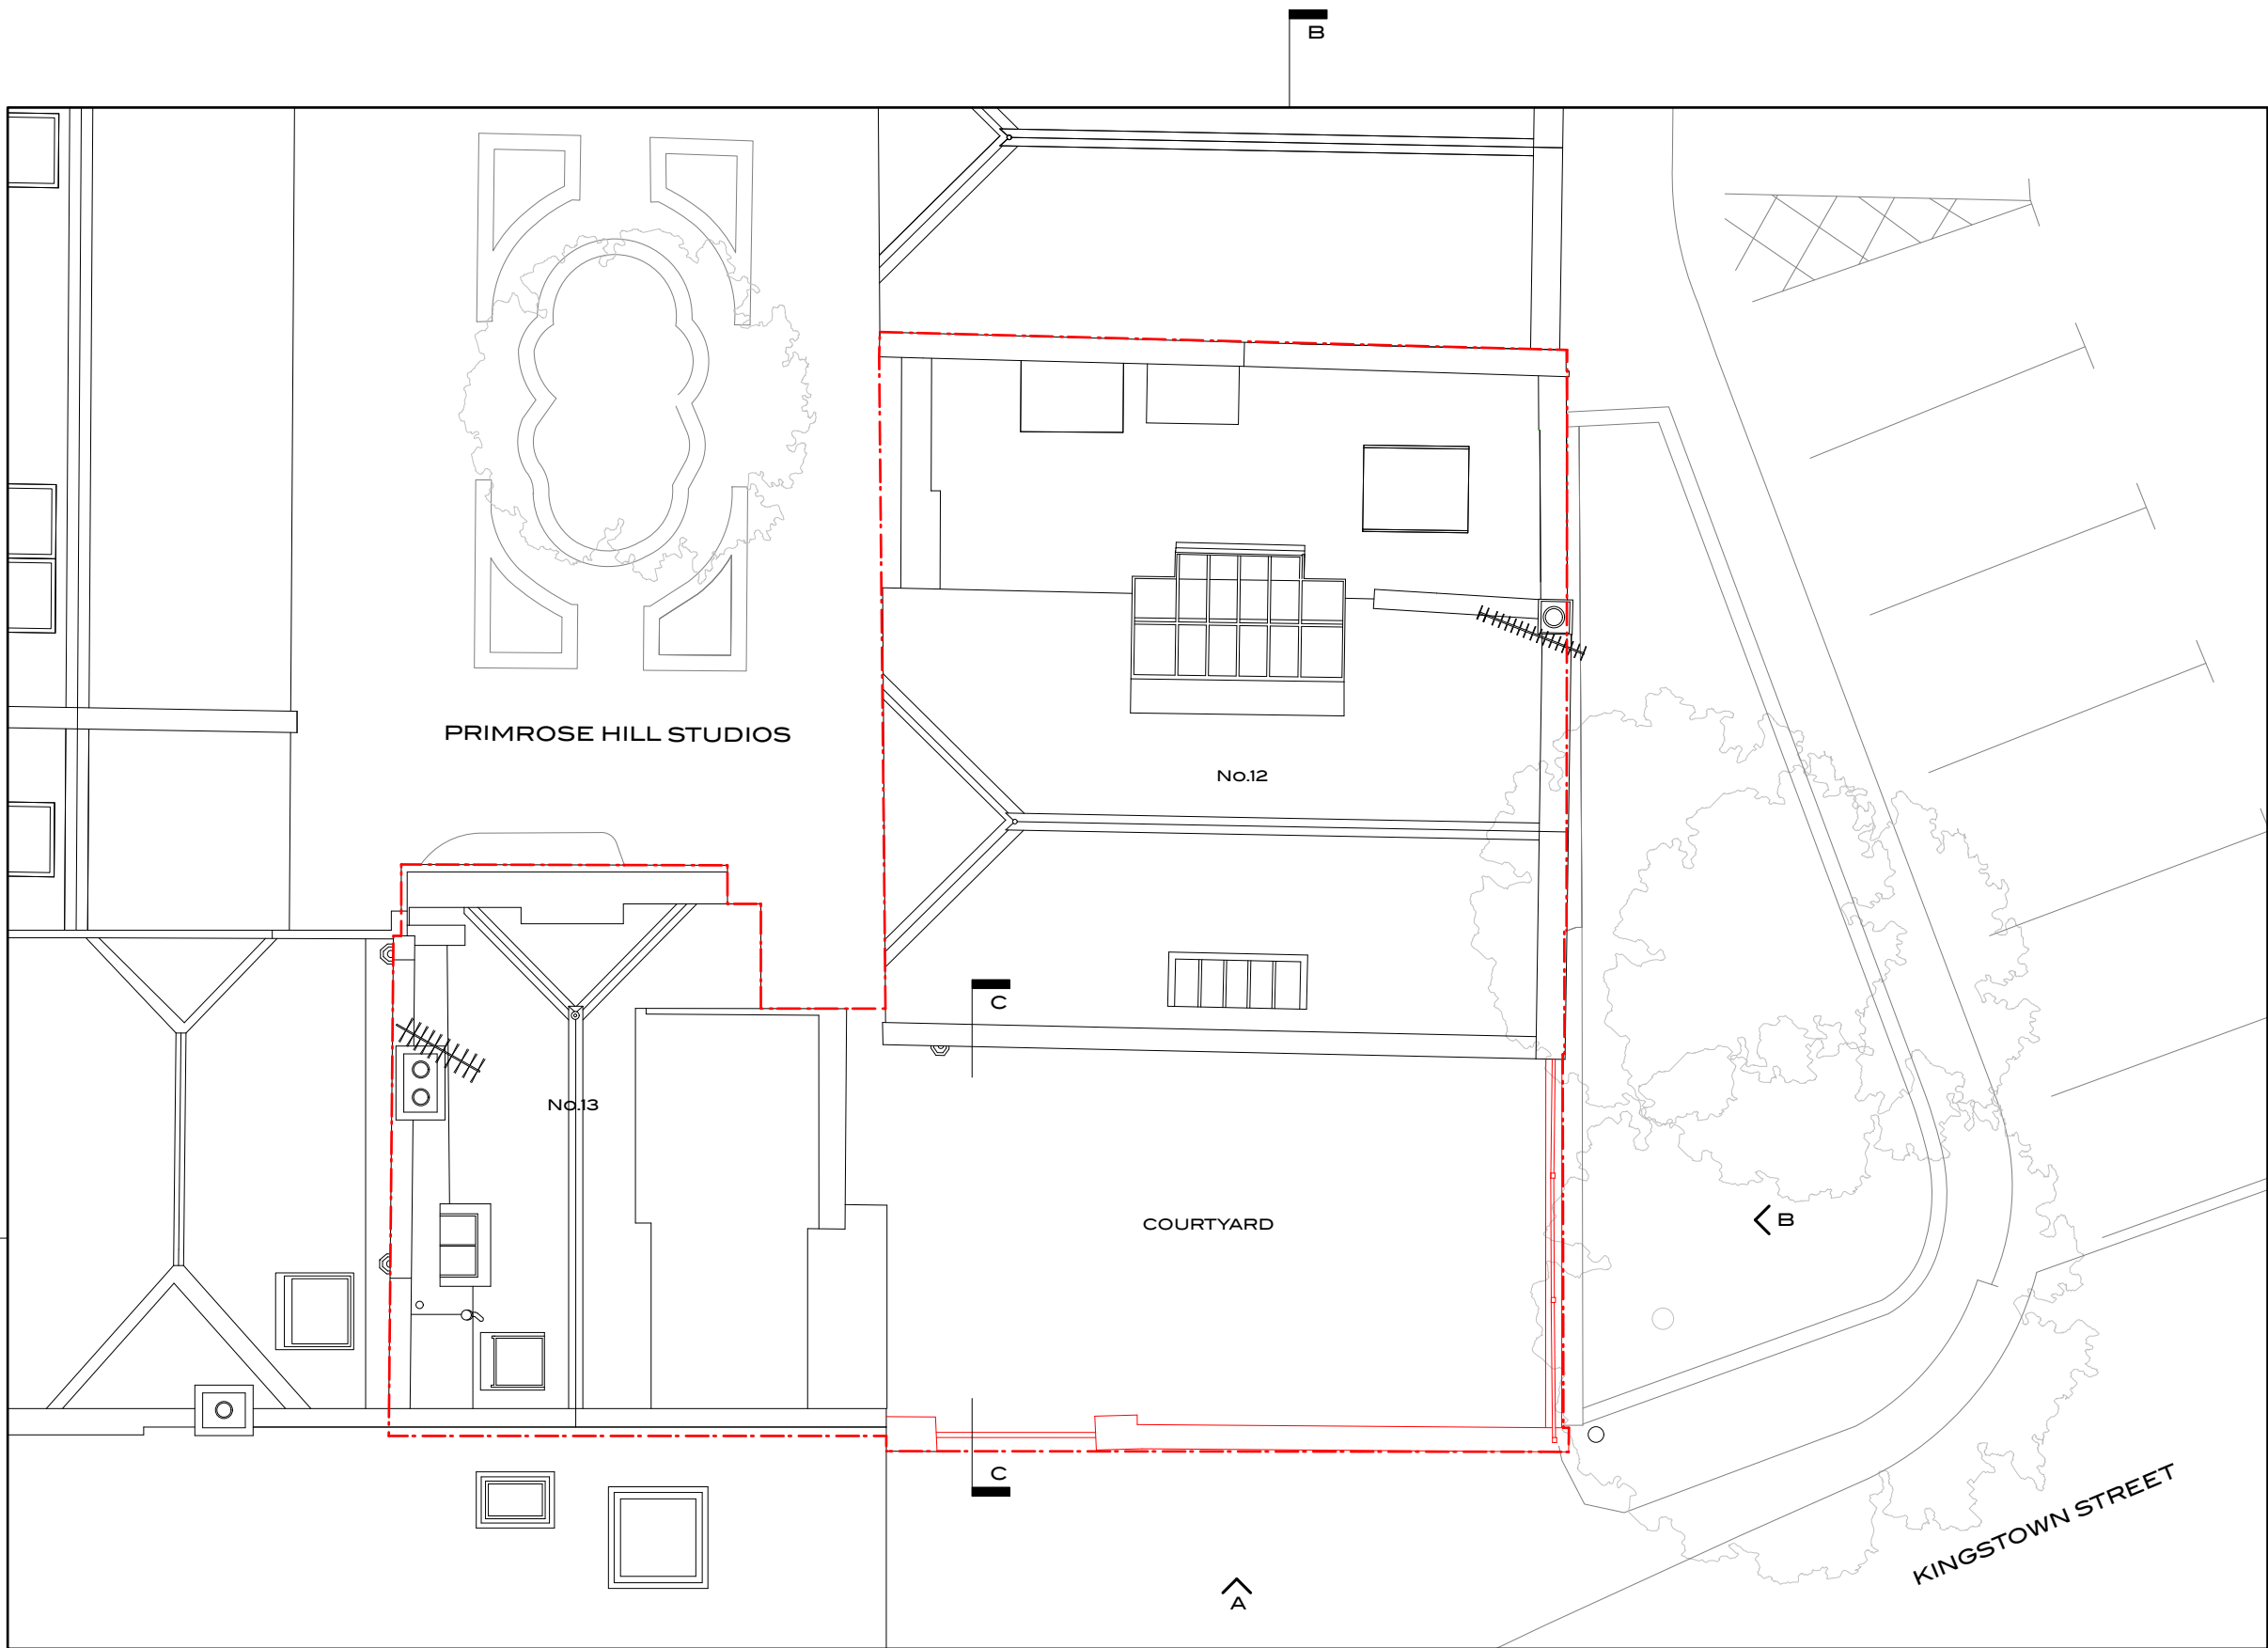 B
PRIMROSE HILL STUDIOS
No.12
C
No.13
COURTYARD
B
C
KINGSTOWN STREET
A